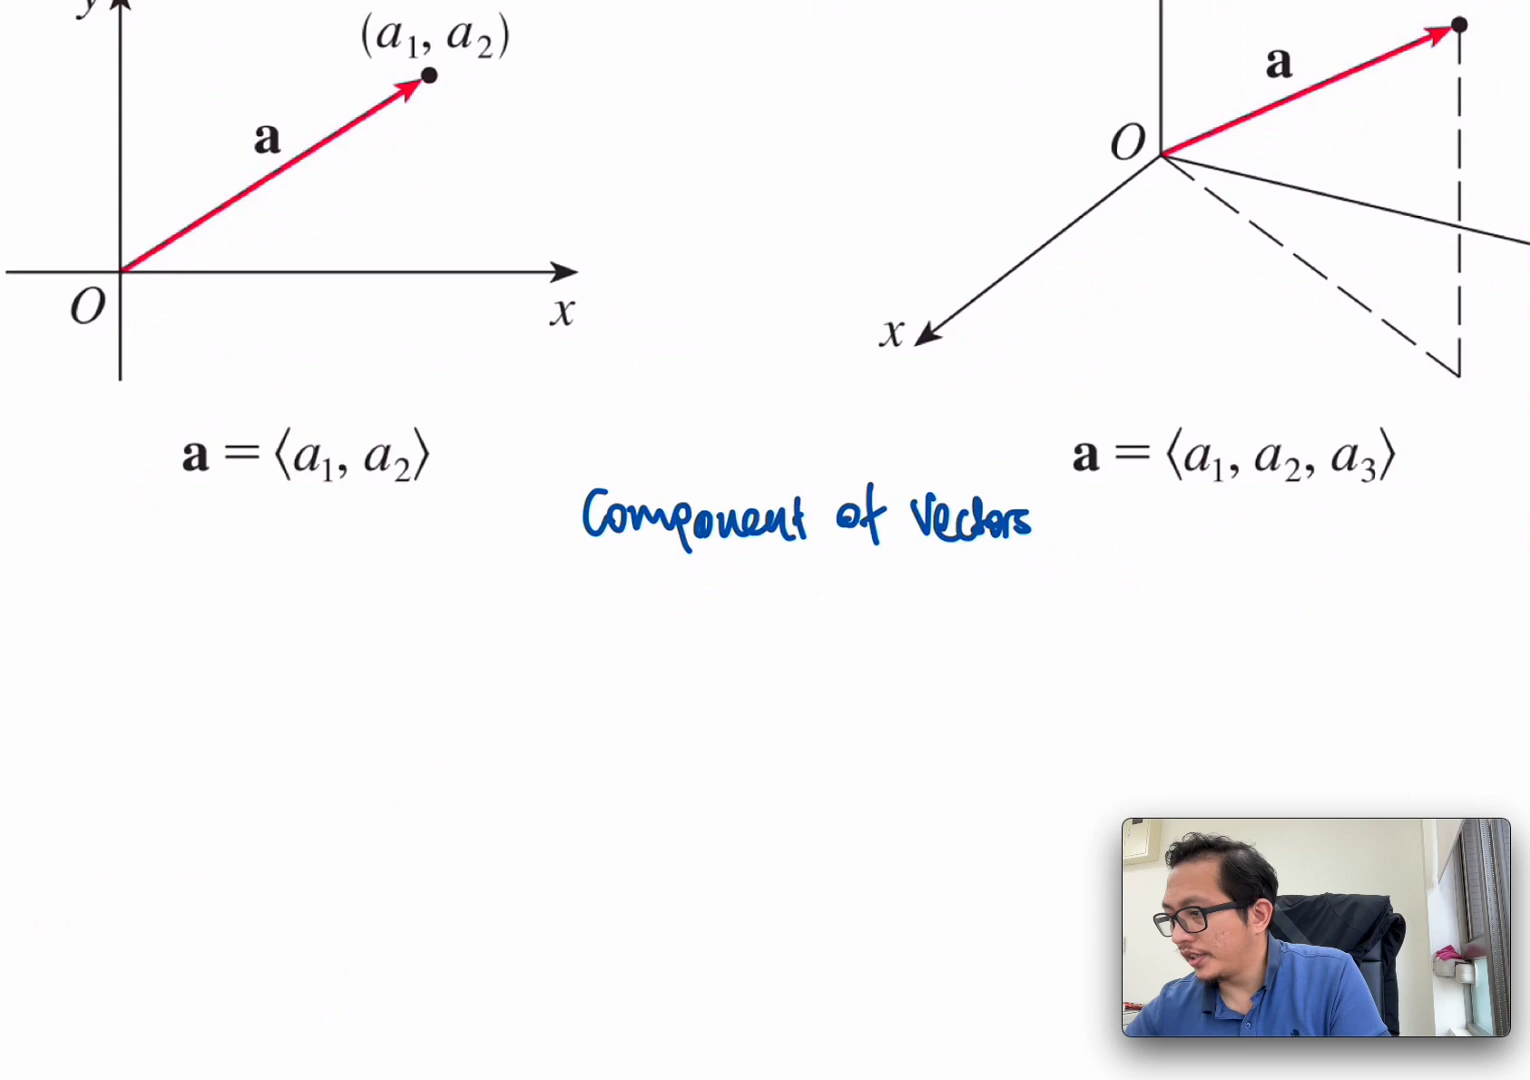 y
(a₁, a₂)
a
O
x
a = ⟨a₁, a₂⟩
a
O
x
a = ⟨a₁, a₂, a₃⟩
Component of Vectors